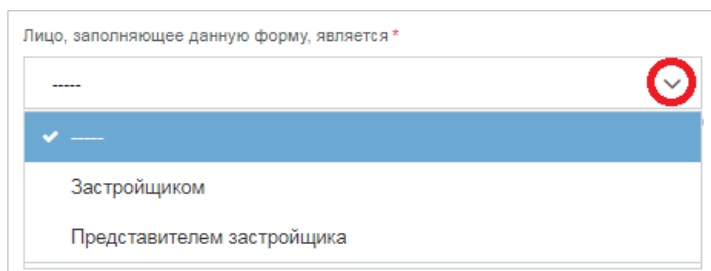 Лицо, заполняющее данную форму, является *
-----
-----
Застройщиком
Представителем застройщика